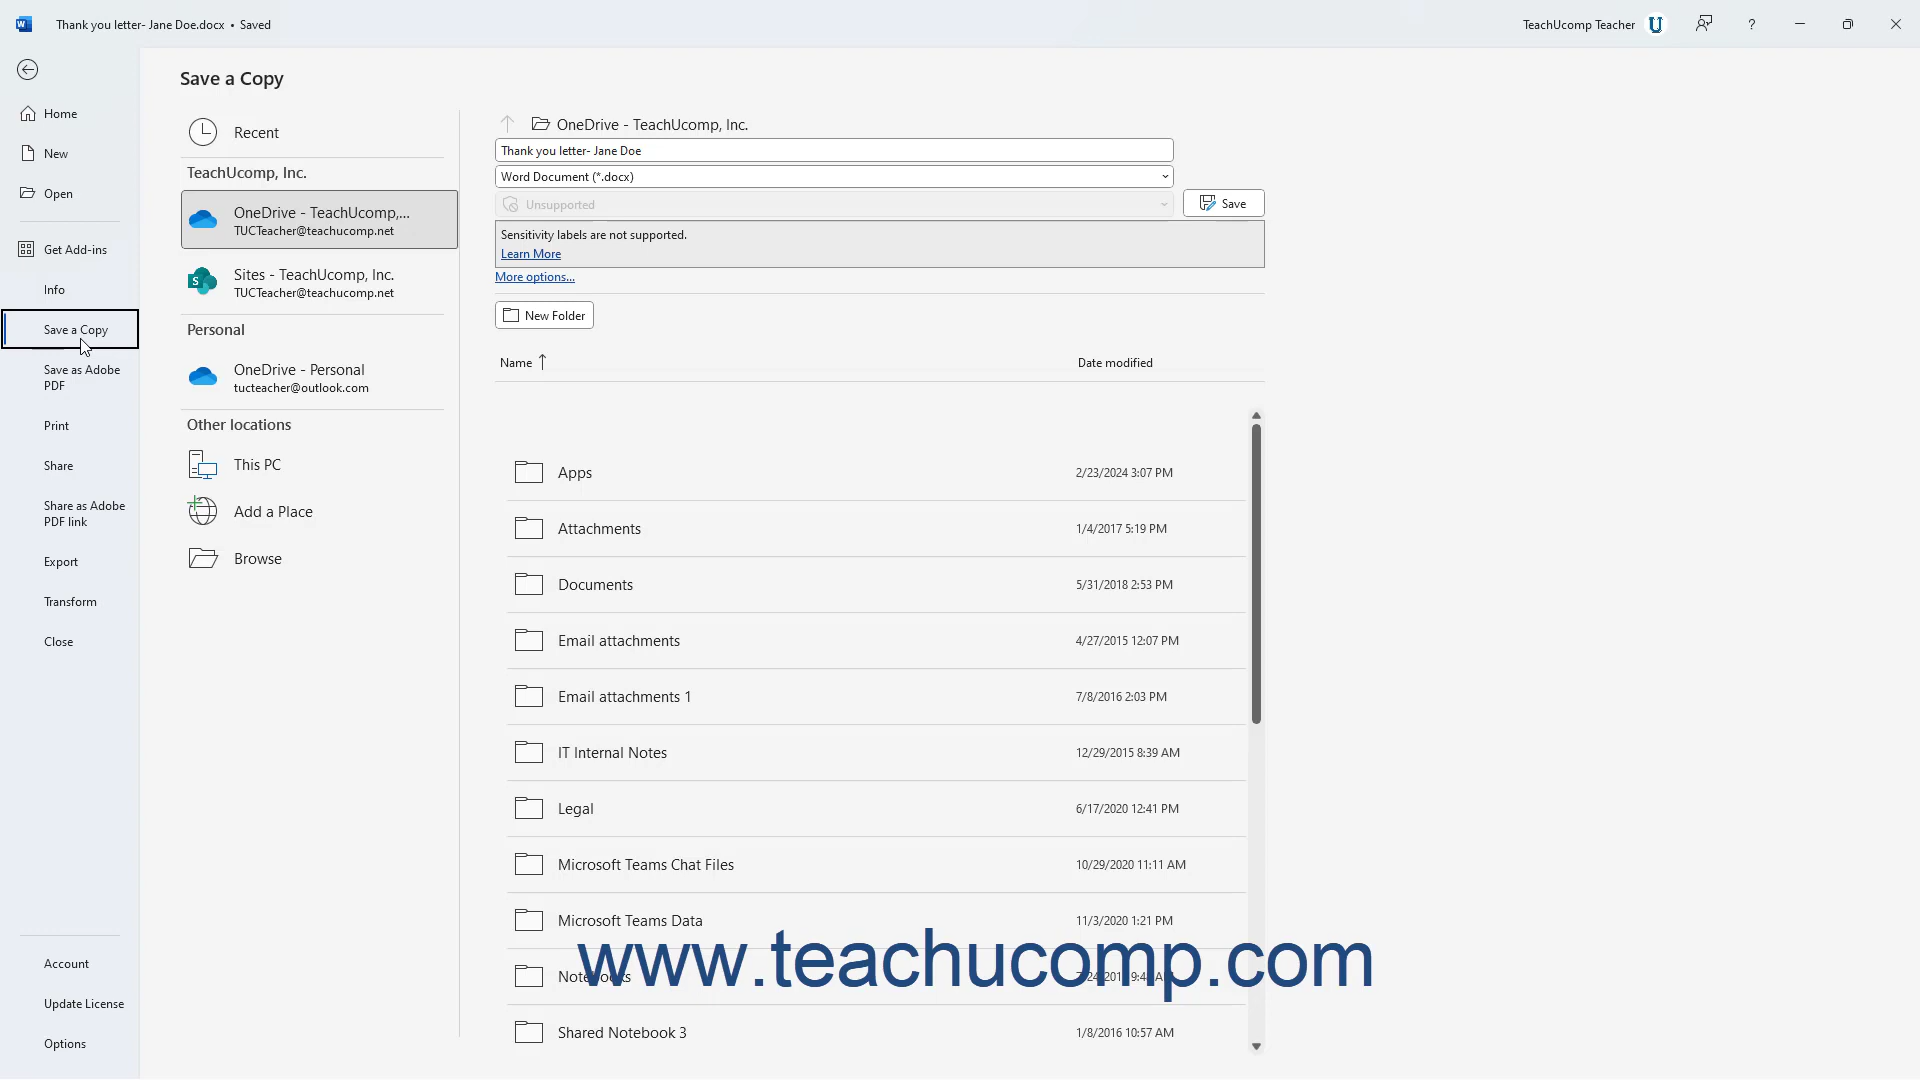 Thank you letter- Jane Doe.docx • Saved
TeachUcomp Teacher
U
?
Save a Copy
Home
New
Open
Get Add-ins
Info
Save a Copy
Save as Adobe
PDF
Print
Share
Share as Adobe
PDF link
Export
Transform
Close
Account
Update License
Options
Recent
TeachUcomp, Inc.
OneDrive - TeachUcomp,...
TUCTeacher@teachucomp.net
Sites - TeachUcomp, Inc.
TUCTeacher@teachucomp.net
Personal
OneDrive - Personal
tucteacher@outlook.com
Other locations
This PC
Add a Place
Browse
OneDrive - TeachUcomp, Inc.
Thank you letter- Jane Doe
Word Document (*.docx)
Unsupported
Save
Sensitivity labels are not supported.
Learn More
More options...
New Folder
Name Date modified
Apps 2/23/2024 3:07 PM
Attachments 1/4/2017 5:19 PM
Documents 5/31/2018 2:53 PM
Email attachments 4/27/2015 12:07 PM
Email attachments 1 7/8/2016 2:03 PM
IT Internal Notes 12/29/2015 8:39 AM
Legal 6/17/2020 12:41 PM
Microsoft Teams Chat Files 10/29/2020 11:11 AM
Microsoft Teams Data 11/3/2020 1:21 PM
www.teachucomp.com
Notebooks
Shared Notebook 3 1/8/2016 10:57 AM